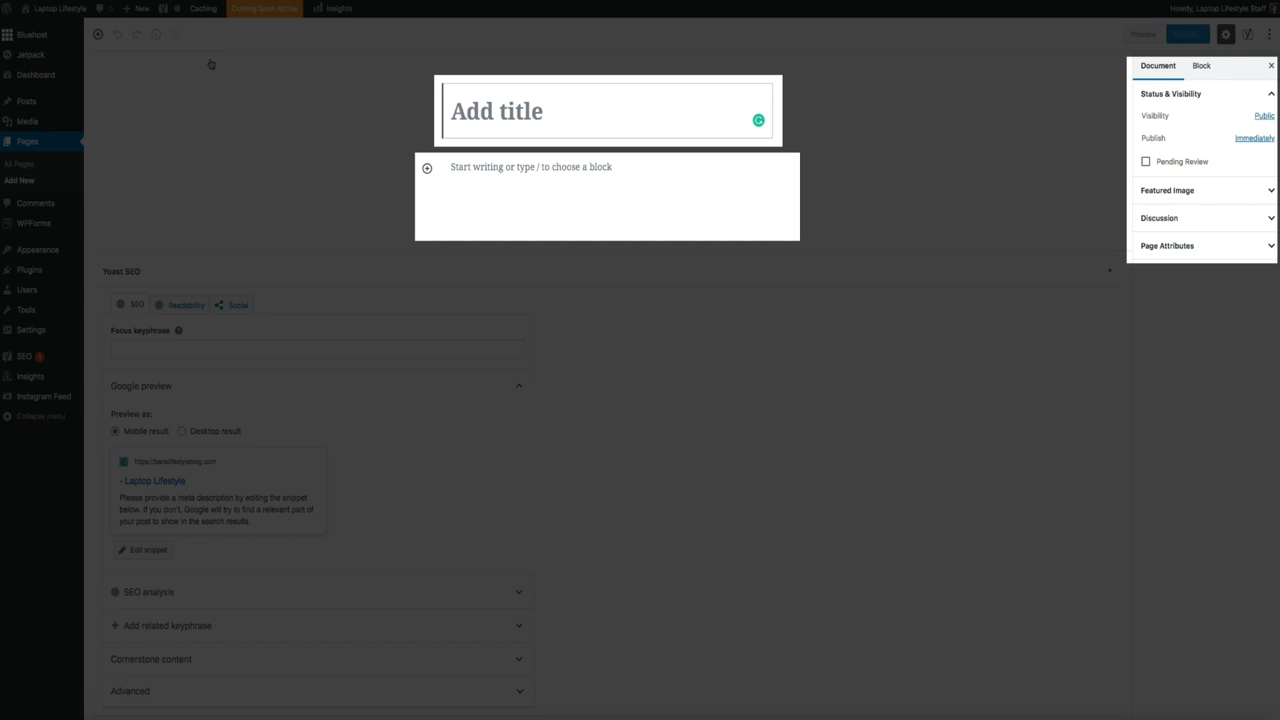 Laptop Lifestyle 0 New Caching Coming Soon Active Insights Howdy, Laptop Lifestyle Staff
Bluehost
Jetpack
Dashboard
Posts
Media
Pages
All Pages
Add New
Comments
WPForms
Appearance
Plugins
Users
Tools
Settings
SEO
Insights
Instagram Feed
Collapse menu
Preview
Add title
Start writing or type / to choose a block
Document Block
Status & Visibility
Visibility Public
Publish Immediately
Pending Review
Featured Image
Discussion
Page Attributes
Yoast SEO
SEO Readability Social
Focus keyphrase
Google preview
Preview as:
Mobile result Desktop result
https://benslifestyleblog.com
- Laptop Lifestyle
Please provide a meta description by editing the snippet
below. If you don't, Google will try to find a relevant part of
your post to show in the search results.
Edit snippet
SEO analysis
Add related keyphrase
Cornerstone content
Advanced